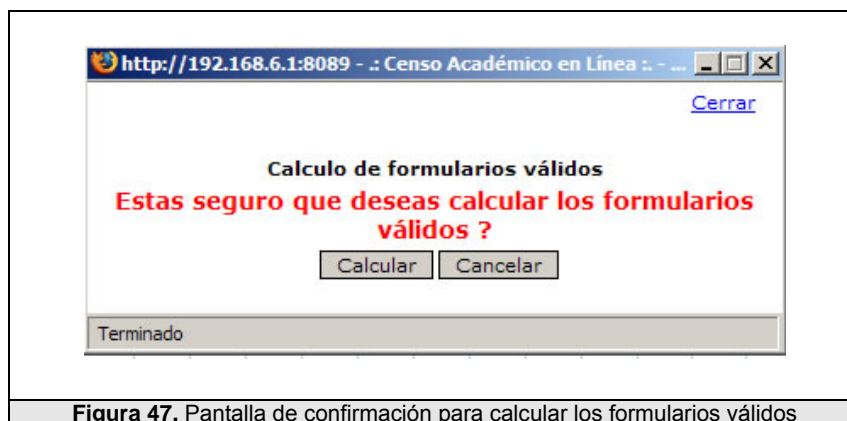 http://192.168.6.1:8089 - .: Censo Académico en Línea :. - ...
Cerrar
Calculo de formularios válidos
Estas seguro que deseas calcular los formularios
válidos ?
Calcular Cancelar
Terminado
Figura 47. Pantalla de confirmación para calcular los formularios válidos